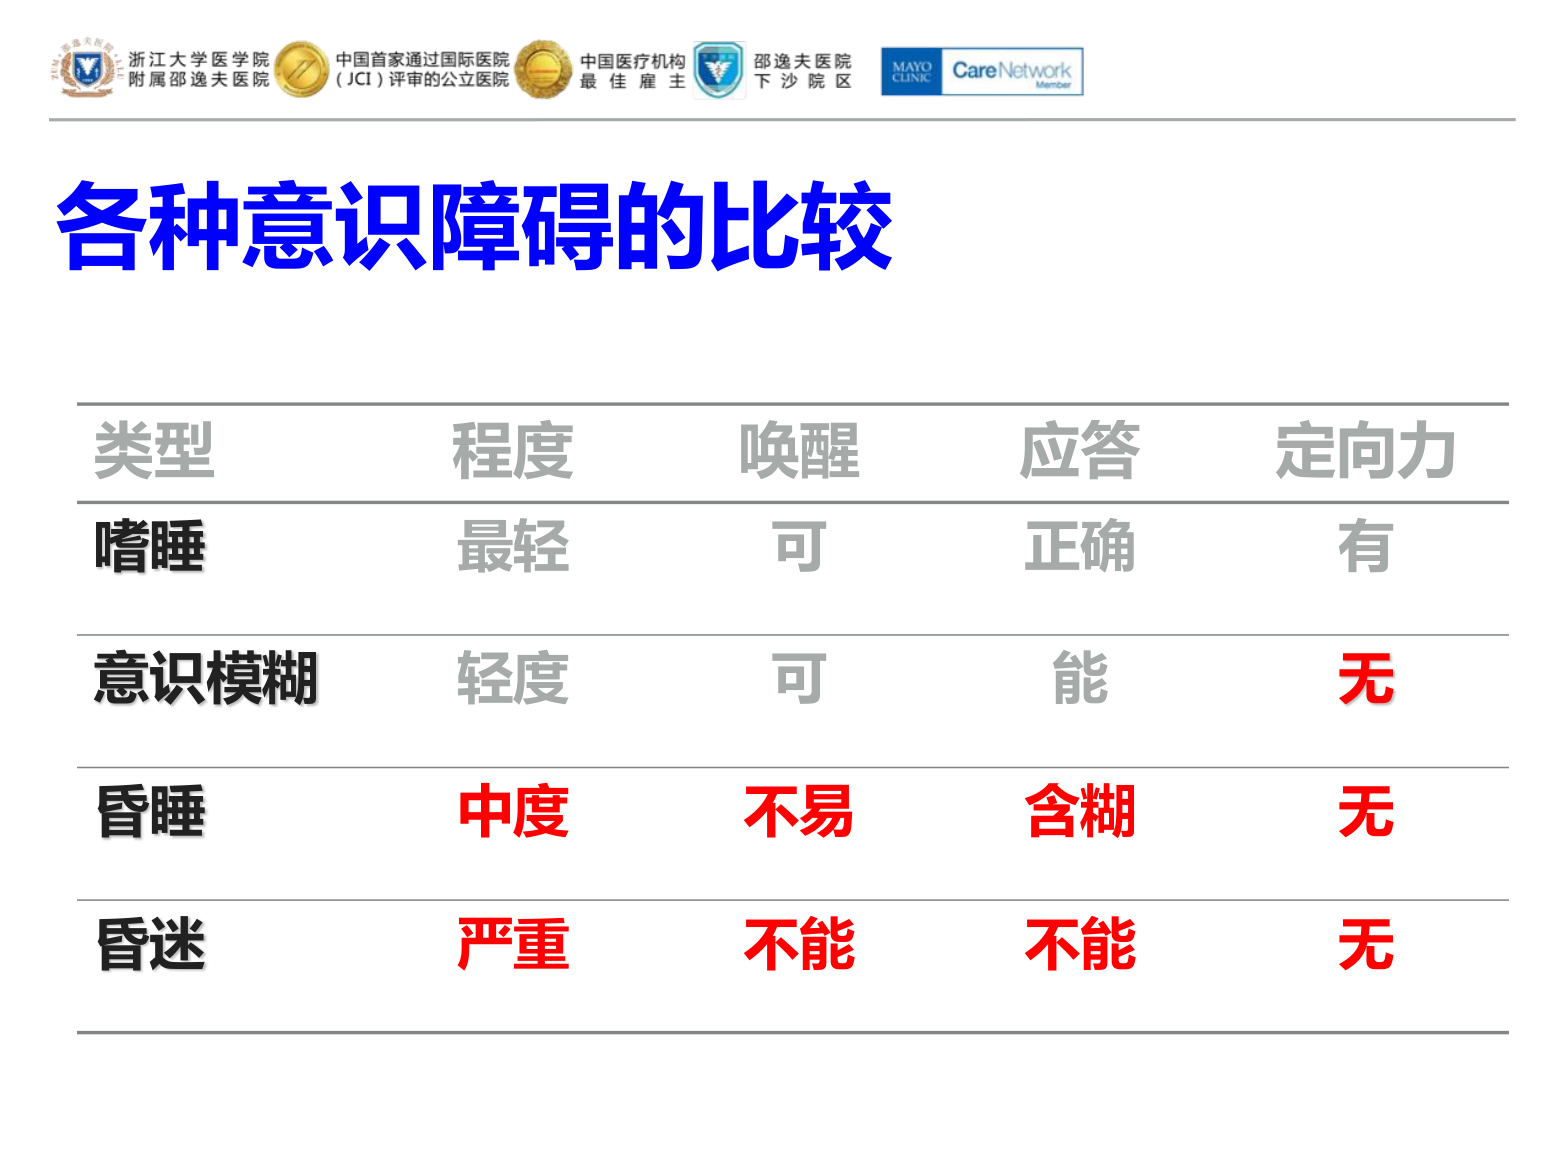 浙江大学医学院 中国首家通过国际医院 中国医疗机构 邵逸夫医院 MAYO CLINIC CareNetwork
附属邵逸夫医院 (JCI) 评审的公立医院 最佳雇主 下沙院区 Member
各种意识障碍的比较
类型 程度 唤醒 应答 定向力
嗜睡 最轻 可 正确 有
意识模糊 轻度 可 能 无
昏睡 中度 不易 含糊 无
昏迷 严重 不能 不能 无